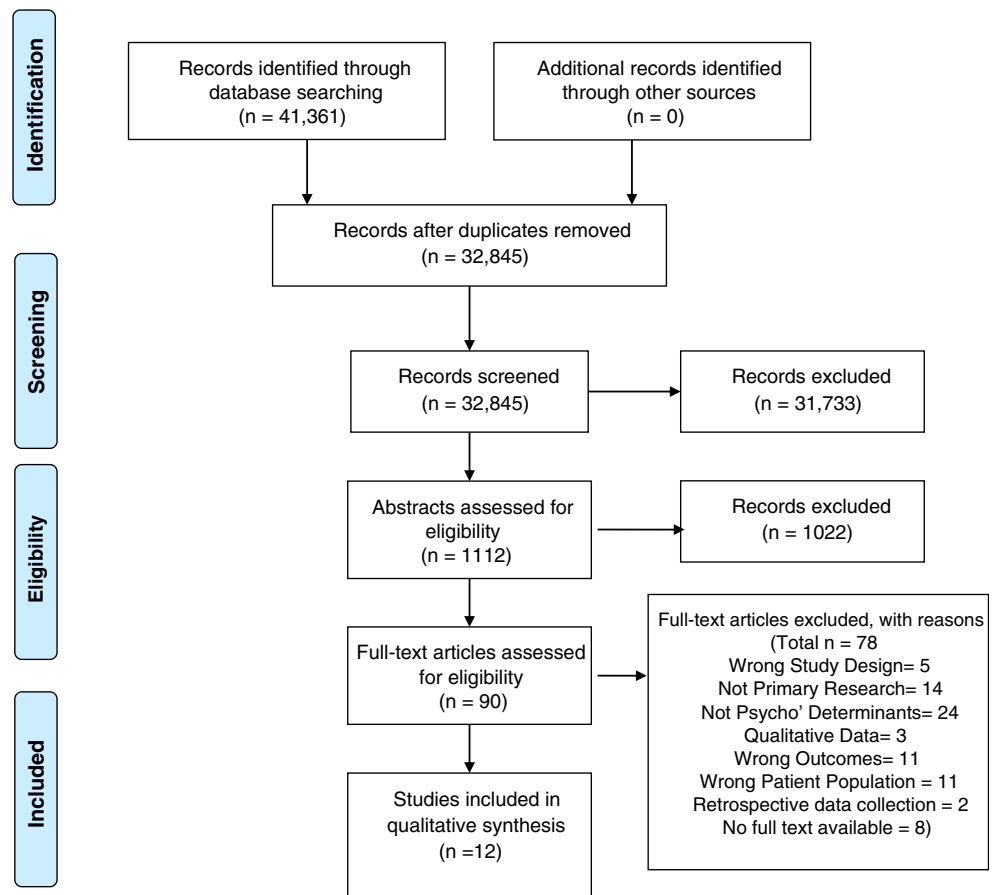 Identification
Records identified through
database searching
(n = 41,361)
Additional records identified
through other sources
(n = 0)
Records after duplicates removed
(n = 32,845)
Screening
Records screened
(n = 32,845)
Records excluded
(n = 31,733)
Eligibility
Abstracts assessed for
eligibility
(n = 1112)
Records excluded
(n = 1022)
Full-text articles assessed
for eligibility
(n = 90)
Full-text articles excluded, with reasons
(Total n = 78
Wrong Study Design= 5
Not Primary Research= 14
Not Psycho' Determinants= 24
Qualitative Data= 3
Wrong Outcomes= 11
Wrong Patient Population = 11
Retrospective data collection = 2
No full text available = 8)
Included
Studies included in
qualitative synthesis
(n =12)